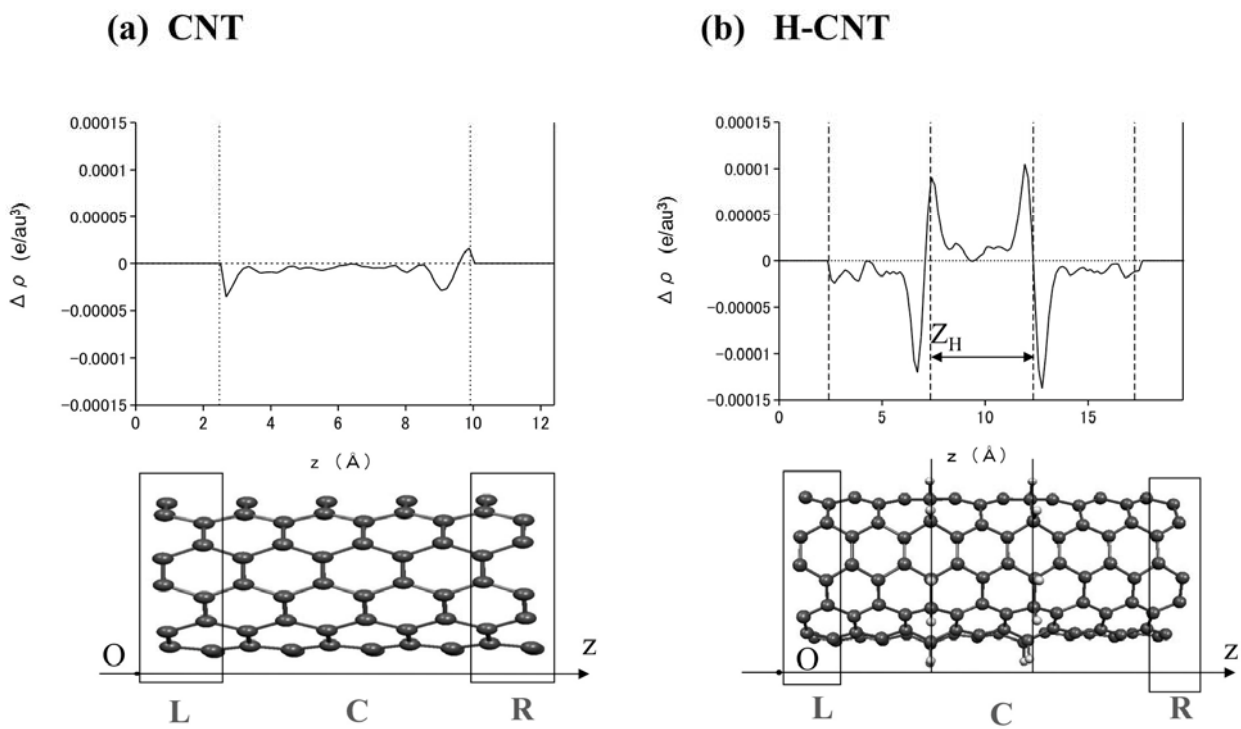 (a) CNT
0.00015
0.0001
0.00005
0
−0.00005
−0.0001
−0.00015
Δ ρ (e/au³)
0 2 4 6 8 10 12
z (Å)
O
z
L C R
(b) H-CNT
0.00015
0.0001
0.00005
0
−0.00005
−0.0001
−0.00015
Δ ρ (e/au³)
Z_H
0 5 10 15
z (Å)
O
z
L C R